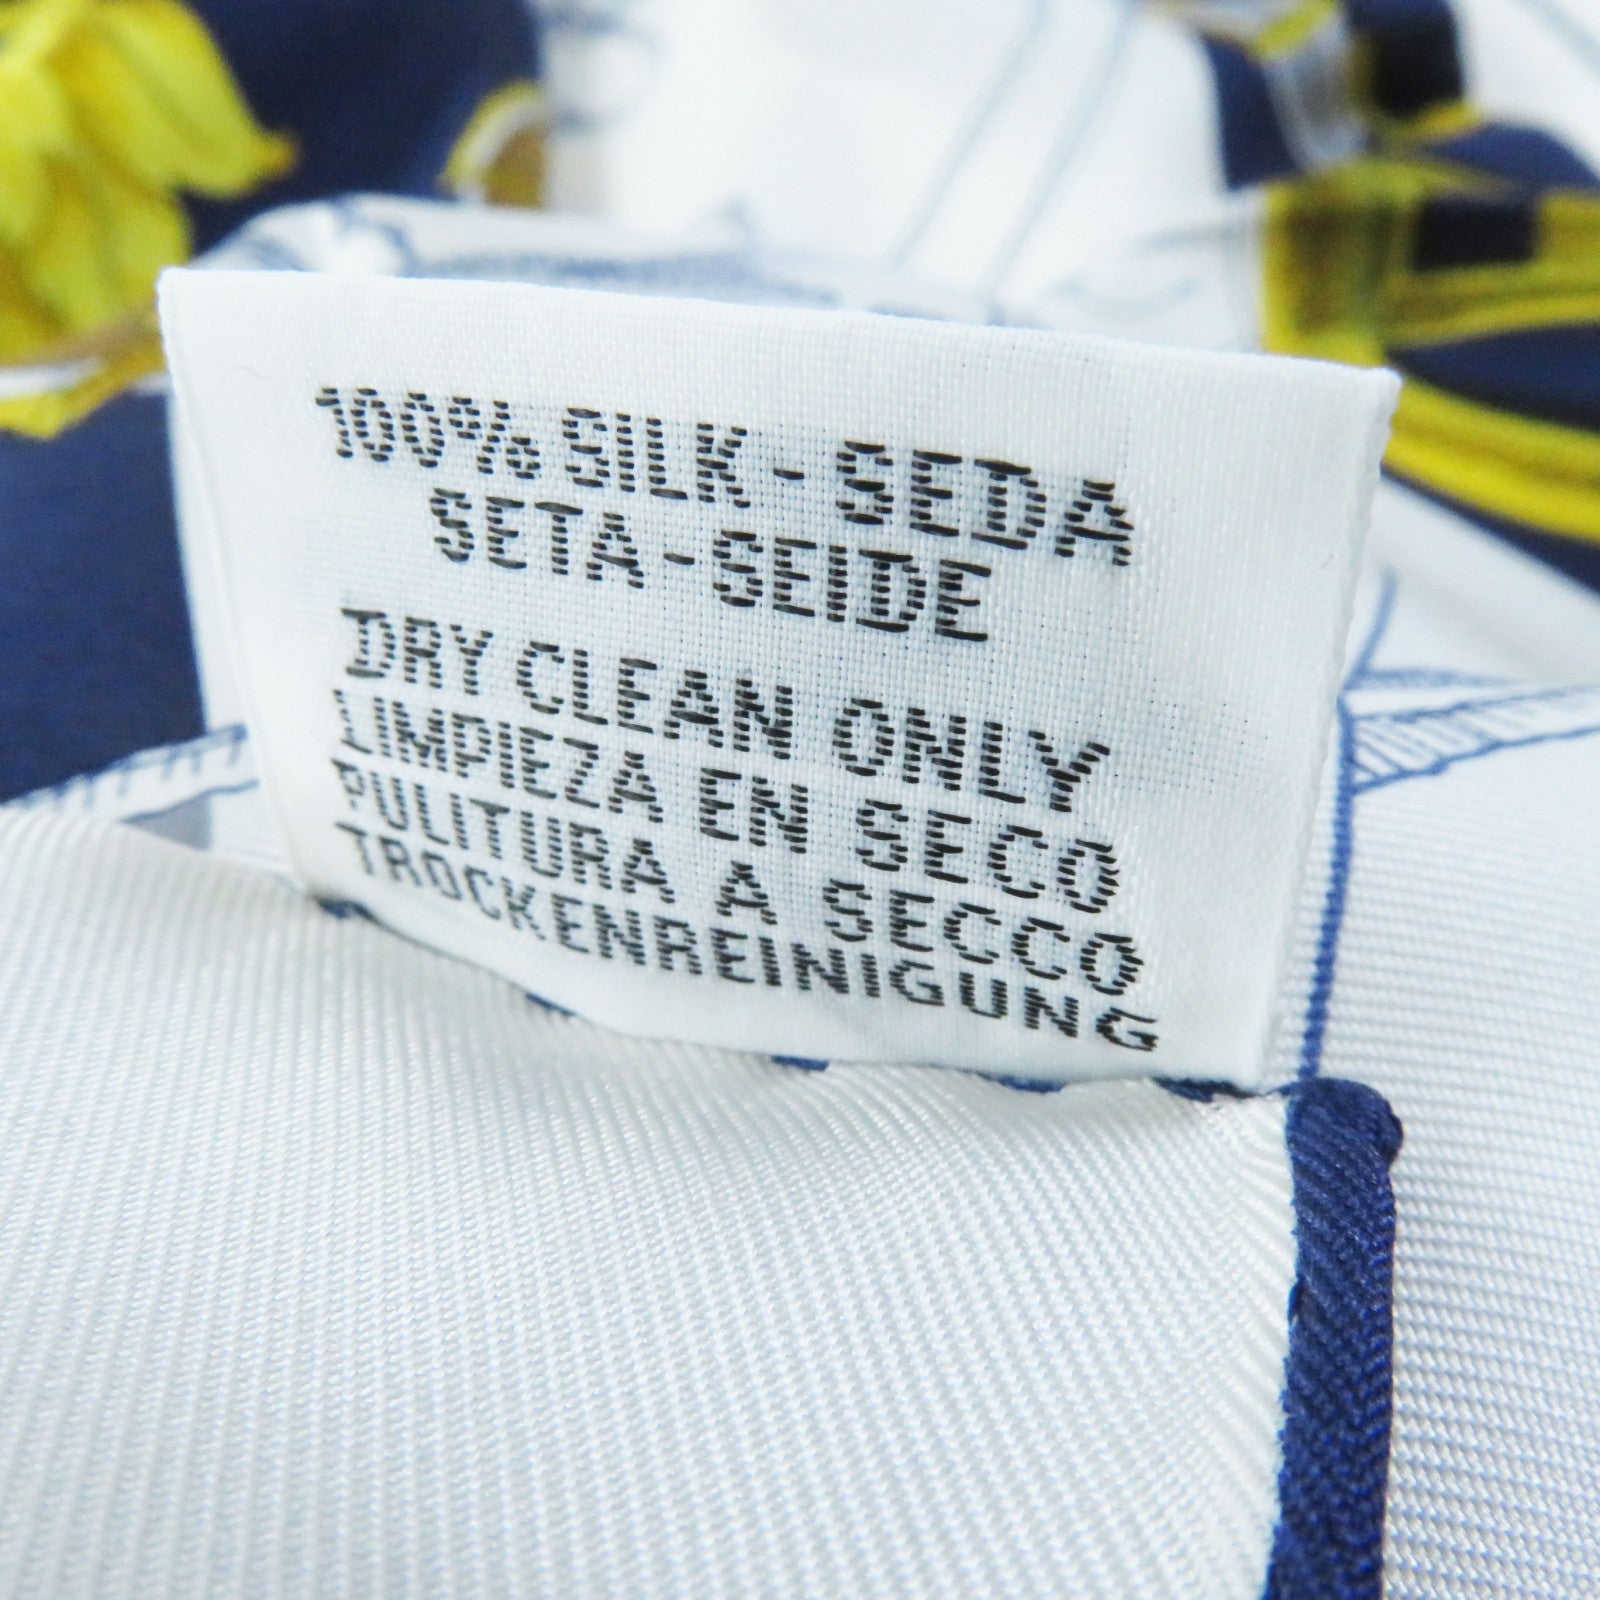 100% SILK - SEDA
SETA - SEIDE
DRY CLEAN ONLY
LIMPIEZA EN SECO
PULITURA A SECCO
TROCKENREINIGUNG